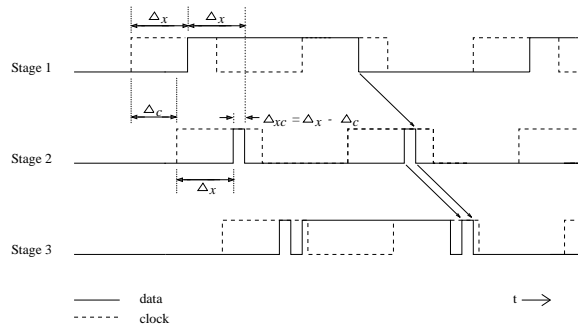 Δx Δx
Stage 1
Δc Δxc = Δx - Δc
Stage 2
Δx
Stage 3
data t
clock